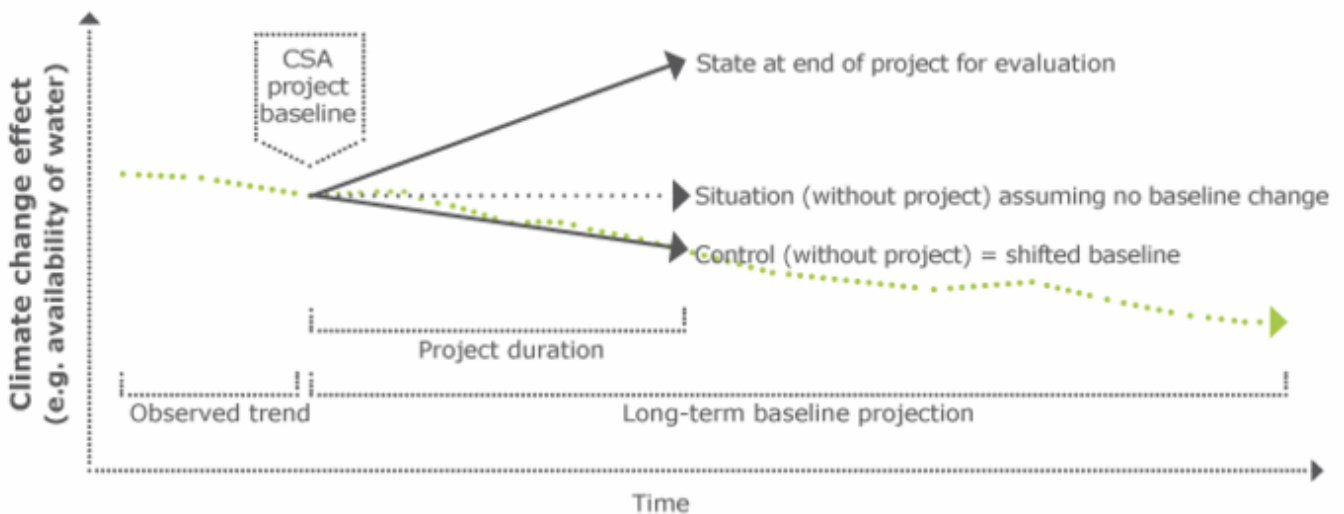 Climate change effect
(e.g. availability of water)
CSA
project
baseline
State at end of project for evaluation
Situation (without project) assuming no baseline change
Control (without project) = shifted baseline
Project duration
Observed trend
Long-term baseline projection
Time